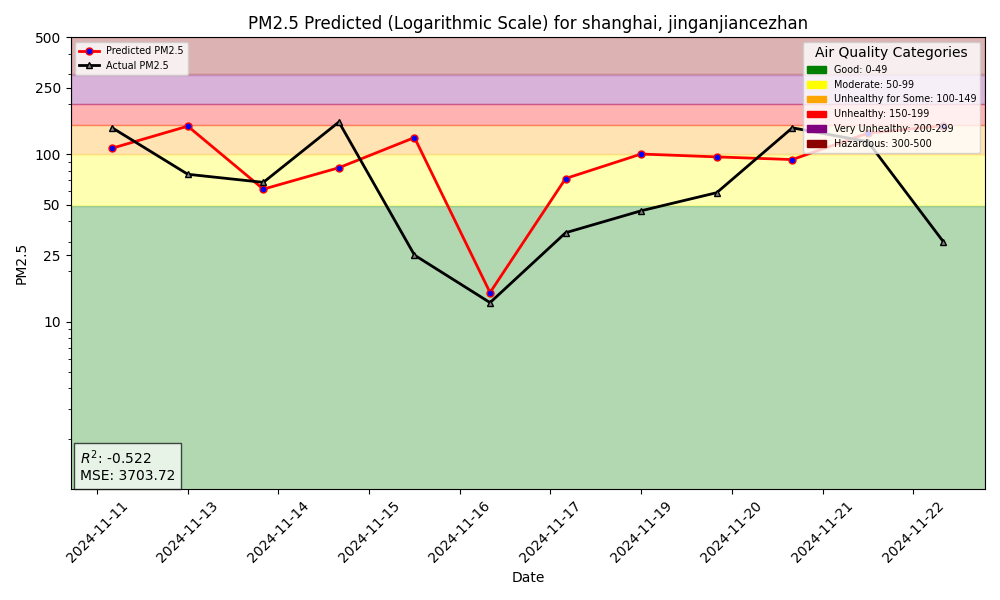 PM2.5 Predicted (Logarithmic Scale) for shanghai, jinganjiancezhan
500
250
100
50
25
10
PM2.5
Predicted PM2.5
Actual PM2.5
Air Quality Categories
Good: 0-49
Moderate: 50-99
Unhealthy for Some: 100-149
Unhealthy: 150-199
Very Unhealthy: 200-299
Hazardous: 300-500
R²: -0.522
MSE: 3703.72
2024-11-11
2024-11-13
2024-11-14
2024-11-15
2024-11-16
2024-11-17
2024-11-19
2024-11-20
2024-11-21
2024-11-22
Date